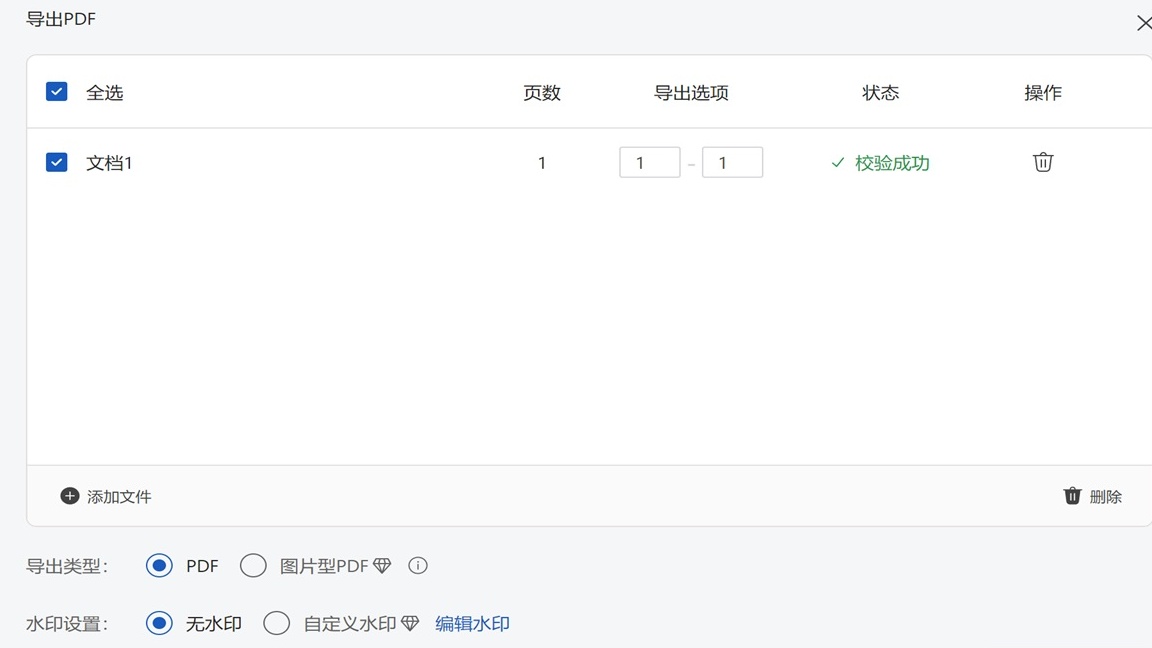 导出PDF
全选 页数 导出选项 状态 操作
文档1 1 1 – 1 校验成功
添加文件 删除
导出类型： PDF 图片型PDF
水印设置： 无水印 自定义水印 编辑水印